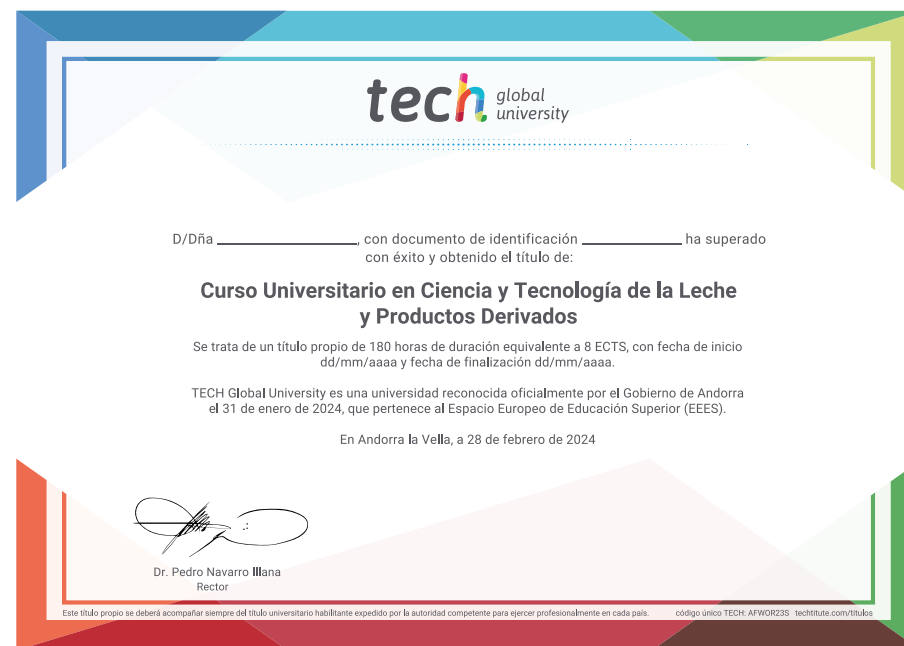 tech global university
D/Dña ____________________, con documento de identificación ______________ ha superado
con éxito y obtenido el título de:
Curso Universitario en Ciencia y Tecnología de la Leche
y Productos Derivados
Se trata de un título propio de 180 horas de duración equivalente a 8 ECTS, con fecha de inicio
dd/mm/aaaa y fecha de finalización dd/mm/aaaa.
TECH Global University es una universidad reconocida oficialmente por el Gobierno de Andorra
el 31 de enero de 2024, que pertenece al Espacio Europeo de Educación Superior (EEES).
En Andorra la Vella, a 28 de febrero de 2024
Dr. Pedro Navarro Illana
Rector
Este título propio se deberá acompañar siempre del título universitario habilitante expedido por la autoridad competente para ejercer profesionalmente en cada país. código único TECH: AFWOR23S techtitute.com/titulos